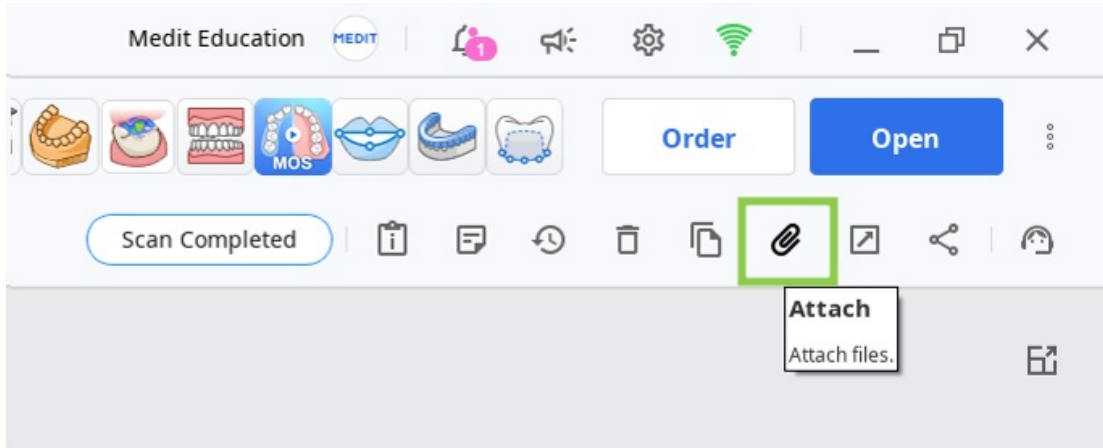 Medit Education
MEDIT
1
MOS
Order
Open
Scan Completed
Attach
Attach files.